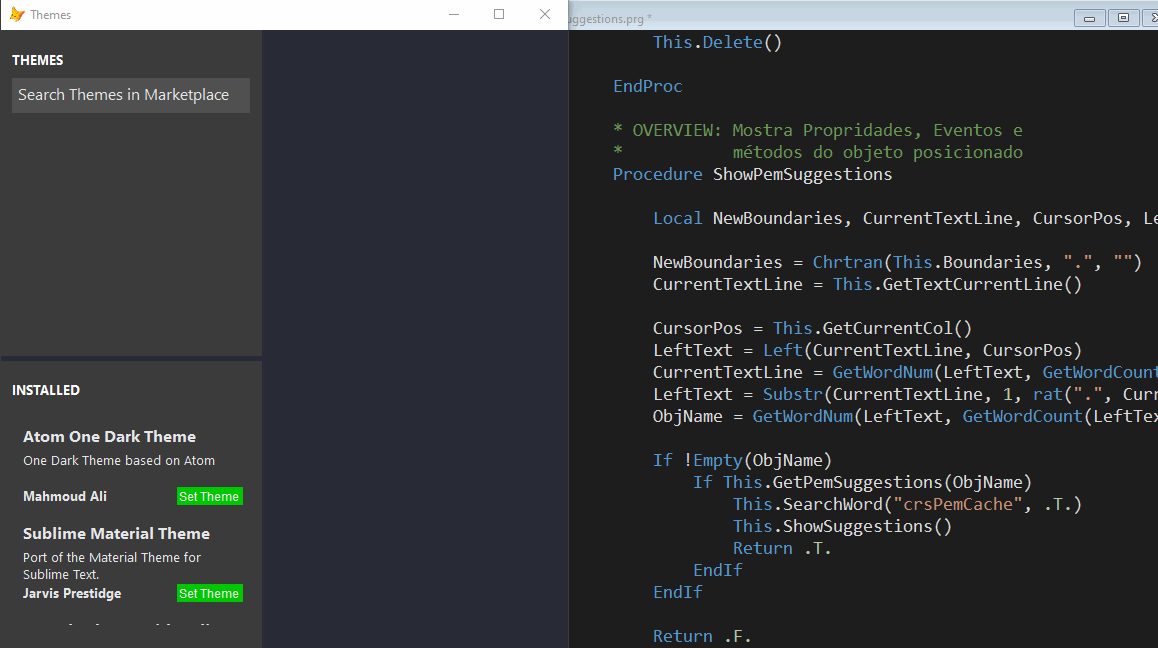 Themes
THEMES
Search Themes in Marketplace
INSTALLED
Atom One Dark Theme
One Dark Theme based on Atom
Mahmoud Ali
Set Theme
Sublime Material Theme
Port of the Material Theme for
Sublime Text.
Jarvis Prestidge
Set Theme
uggestions.prg *
This.Delete()
EndProc
* OVERVIEW: Mostra Propridades, Eventos e
* métodos do objeto posicionado
Procedure ShowPemSuggestions
Local NewBoundaries, CurrentTextLine, CursorPos, Le
NewBoundaries = Chrtran(This.Boundaries, ".", "")
CurrentTextLine = This.GetTextCurrentLine()
CursorPos = This.GetCurrentCol()
LeftText = Left(CurrentTextLine, CursorPos)
CurrentTextLine = GetWordNum(LeftText, GetWordCount
LeftText = Substr(CurrentTextLine, 1, rat(".", Curr
ObjName = GetWordNum(LeftText, GetWordCount(LeftTex
If !Empty(ObjName)
If This.GetPemSuggestions(ObjName)
This.SearchWord("crsPemCache", .T.)
This.ShowSuggestions()
Return .T.
EndIf
EndIf
Return .F.